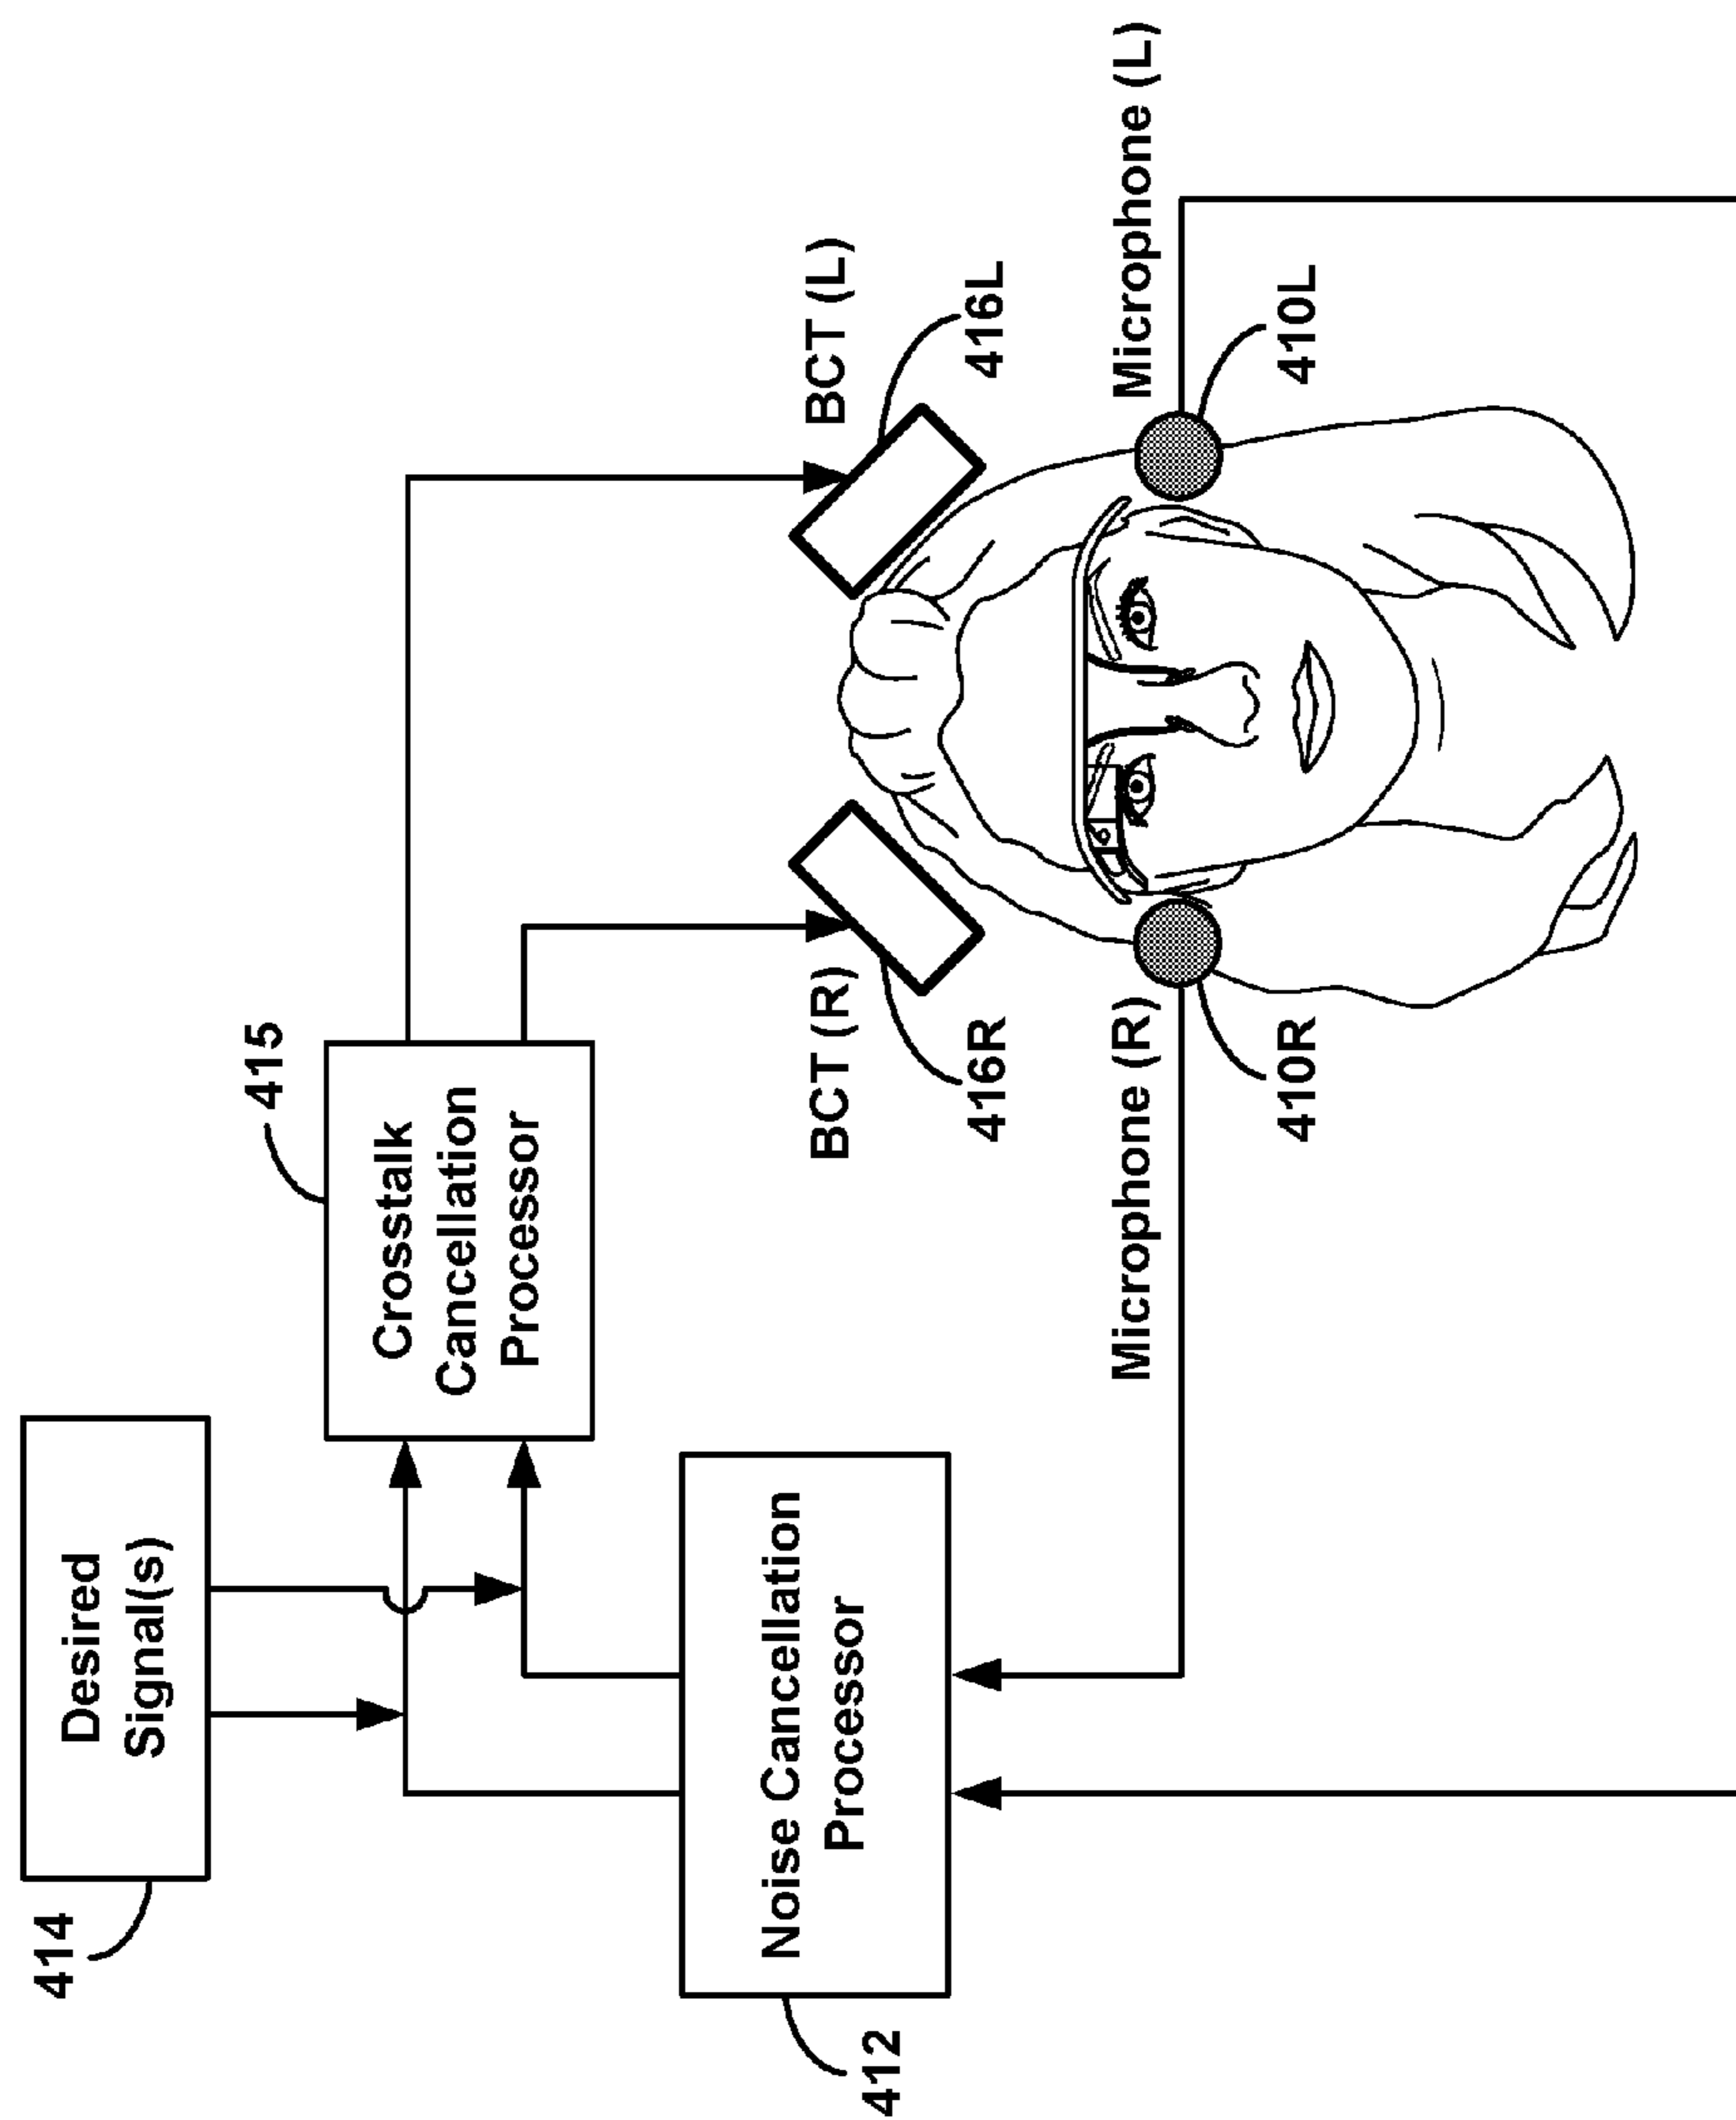 414
Desired
Signal(s)
415
Crosstalk
Cancellation
Processor
412
Noise Cancellation
Processor
BCT (R)
416R
BCT (L)
416L
Microphone (R)
410R
Microphone (L)
410L